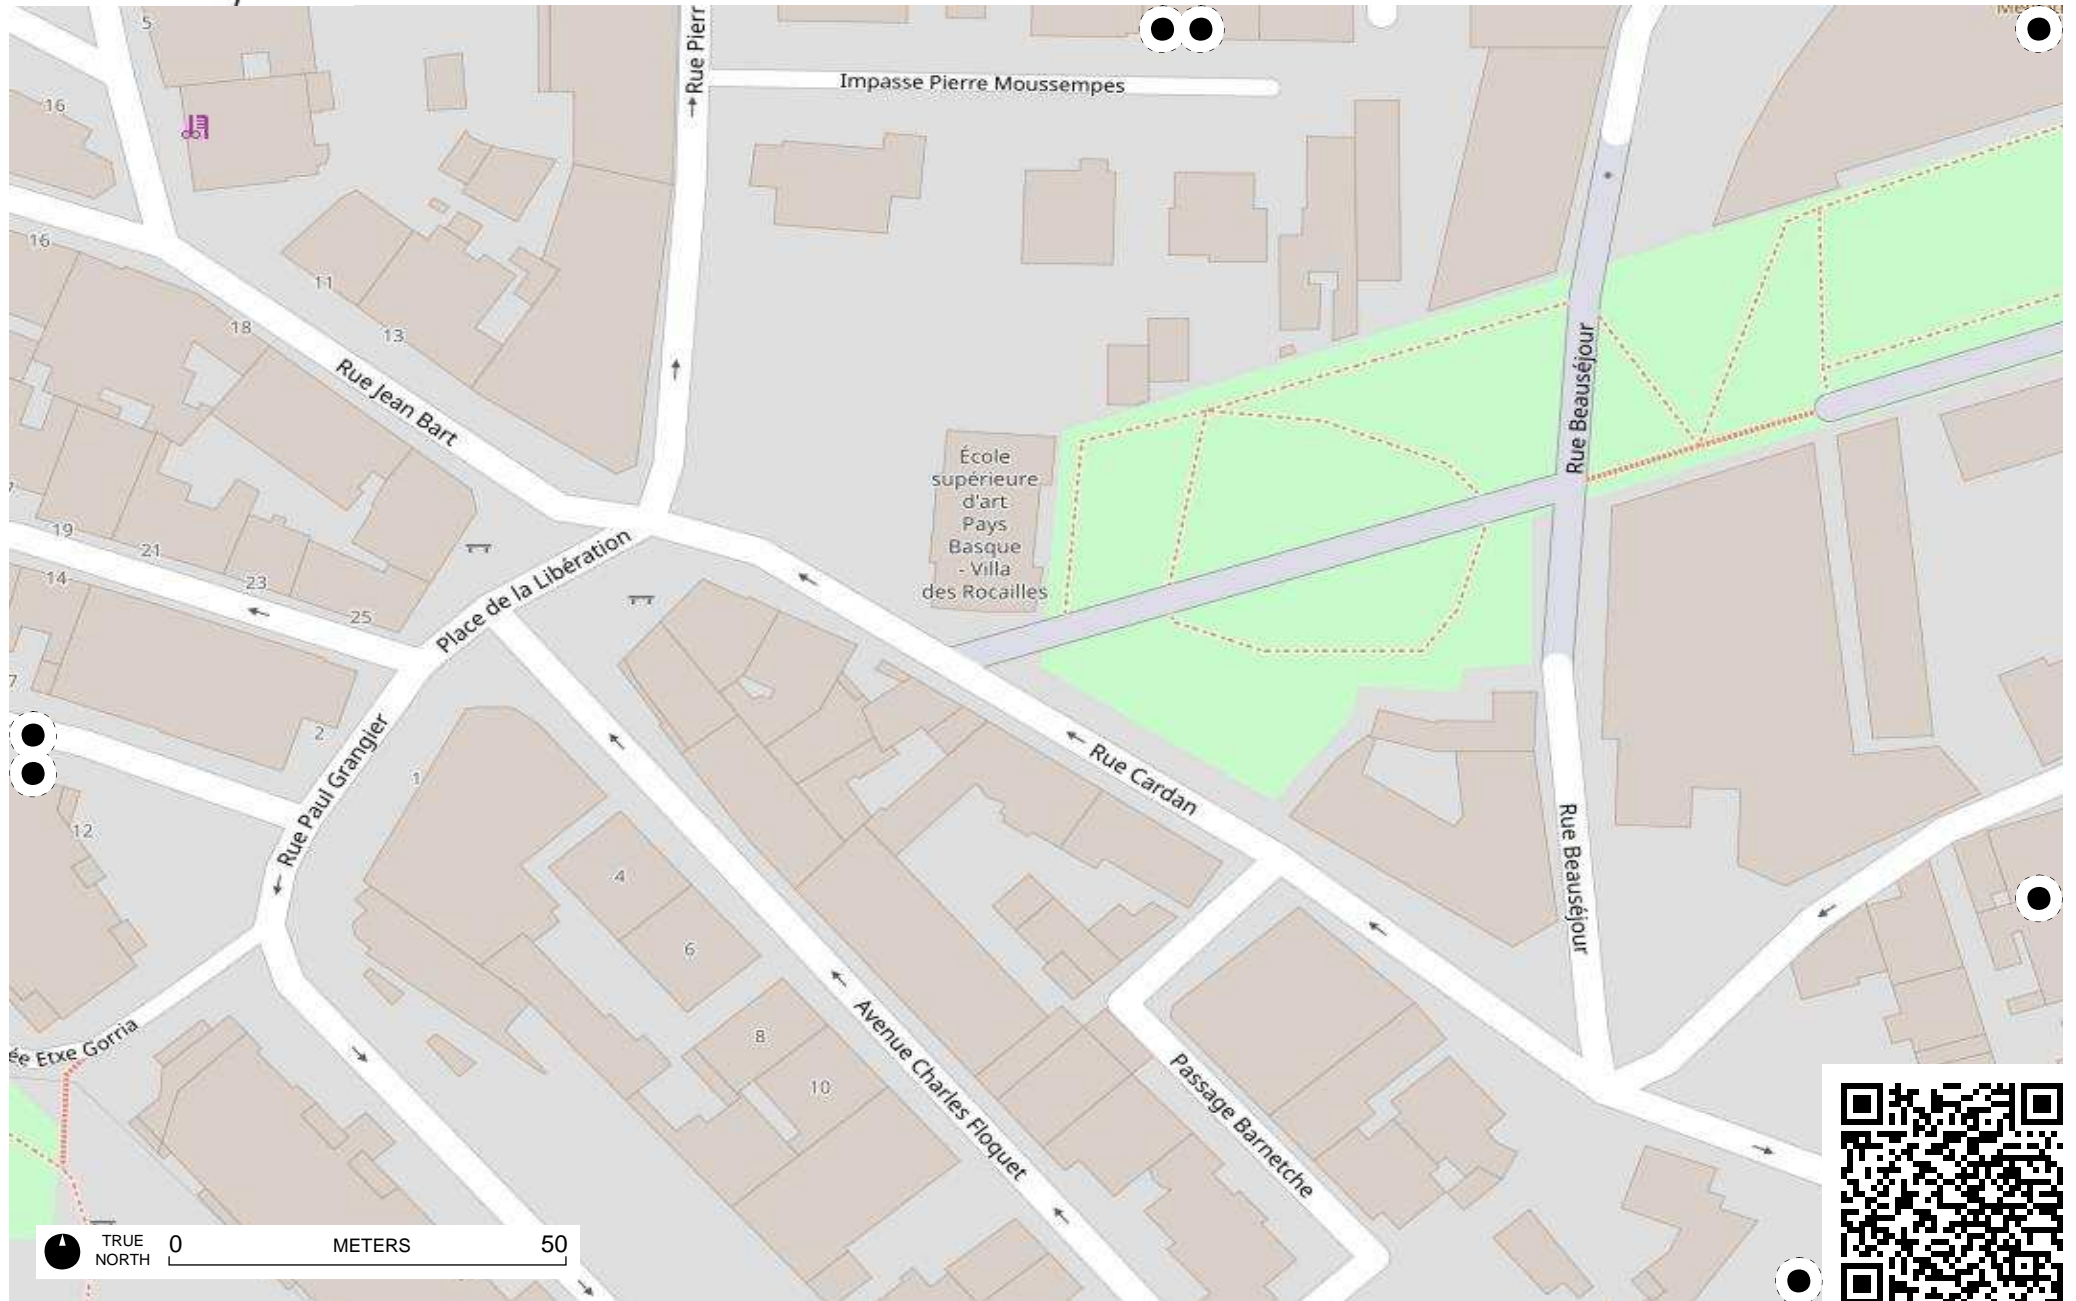 5
16
Rue Pierr
Impasse Pierre Moussempes
16
11
18
13
Rue Jean Bart
Rue Beauséjour
École
supérieure
d'art
Pays
Basque
- Villa
des Rocailles
7
19
21
14
23
25
Place de la Libération
7
2
1
Rue Paul Grangier
Rue Cardan
12
4
6
Rue Beauséjour
8
10
Avenue Charles Floquet
ée Etxe Gorria
Passage Barnetche
TRUE
NORTH
0 METERS 50